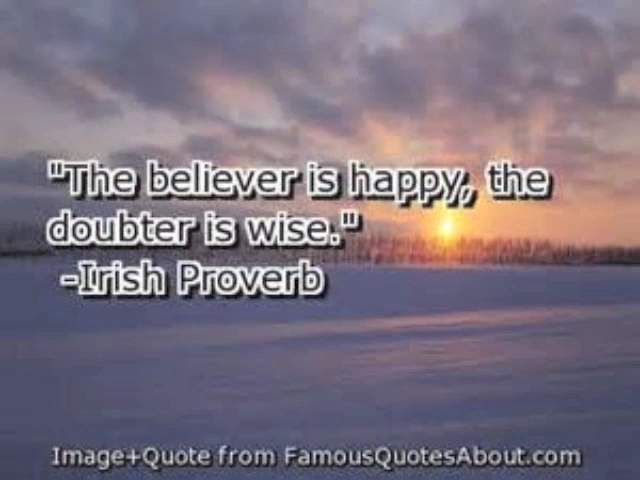 "The believer is happy, the
doubter is wise."
-Irish Proverb
Image+Quote from FamousQuotesAbout.com